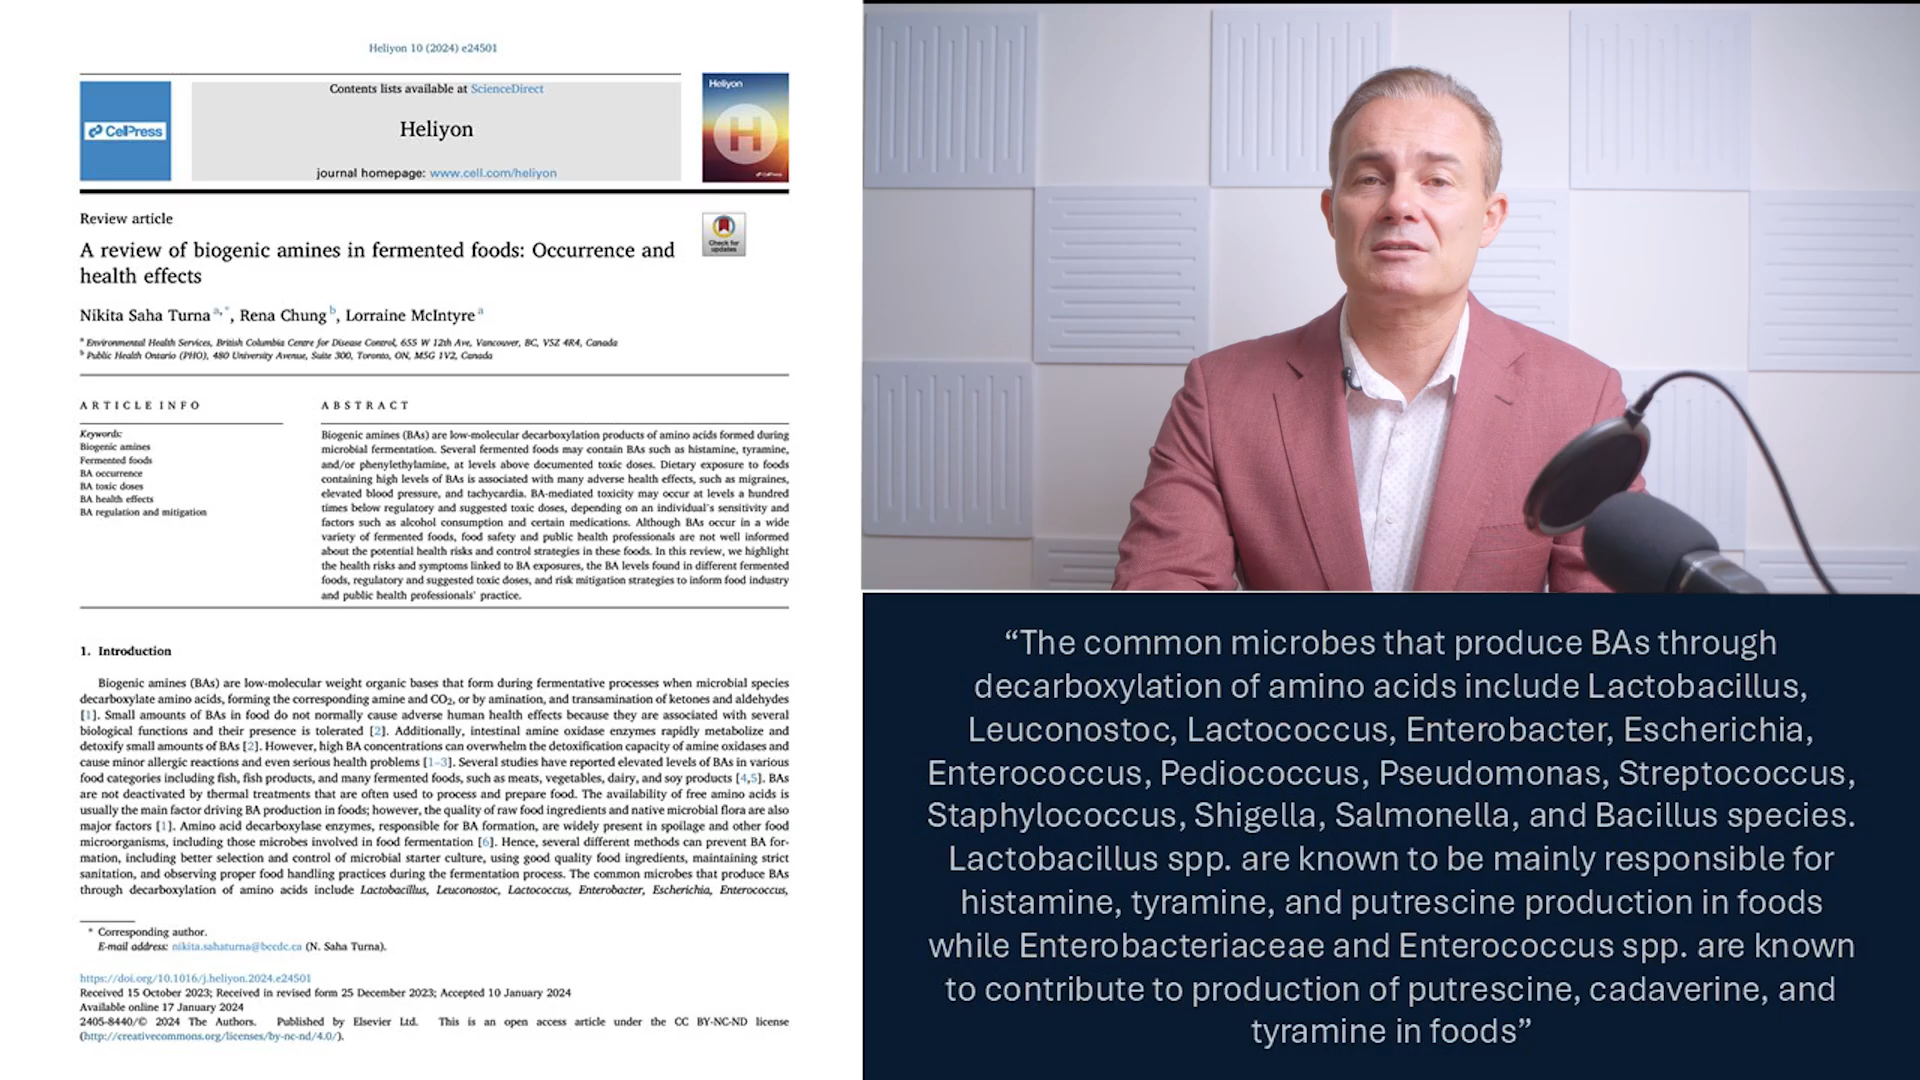 Heliyon 10 (2024) e24501
CellPress
Contents lists available at ScienceDirect
Heliyon
journal homepage: www.cell.com/heliyon
Heliyon
H
CellPress
Review article
A review of biogenic amines in fermented foods: Occurrence and
health effects
Check for
updates
Nikita Saha Turna a,*, Rena Chung b, Lorraine McIntyre a
a Environmental Health Services, British Columbia Centre for Disease Control, 655 W 12th Ave, Vancouver, BC, V5Z 4R4, Canada
b Public Health Ontario (PHO), 480 University Avenue, Suite 300, Toronto, ON, M5G 1V2, Canada
ARTICLE INFO
Keywords:
Biogenic amines
Fermented foods
BA occurrence
BA toxic doses
BA health effects
BA regulation and mitigation
ABSTRACT
Biogenic amines (BAs) are low-molecular decarboxylation products of amino acids formed during
microbial fermentation. Several fermented foods may contain BAs such as histamine, tyramine,
and/or phenylethylamine, at levels above documented toxic doses. Dietary exposure to foods
containing high levels of BAs is associated with many adverse health effects, such as migraines,
elevated blood pressure, and tachycardia. BA-mediated toxicity may occur at levels a hundred
times below regulatory and suggested toxic doses, depending on an individual's sensitivity and
factors such as alcohol consumption and certain medications. Although BAs occur in a wide
variety of fermented foods, food safety and public health professionals are not well informed
about the potential health risks and control strategies in these foods. In this review, we highlight
the health risks and symptoms linked to BA exposures, the BA levels found in different fermented
foods, regulatory and suggested toxic doses, and risk mitigation strategies to inform food industry
and public health professionals' practice.
1. Introduction
Biogenic amines (BAs) are low-molecular weight organic bases that form during fermentative processes when microbial species
decarboxylate amino acids, forming the corresponding amine and CO2, or by amination, and transamination of ketones and aldehydes
[1]. Small amounts of BAs in food do not normally cause adverse human health effects because they are associated with several
biological functions and their presence is tolerated [2]. Additionally, intestinal amine oxidase enzymes rapidly metabolize and
detoxify small amounts of BAs [2]. However, high BA concentrations can overwhelm the detoxification capacity of amine oxidases and
cause minor allergic reactions and even serious health problems [1–3]. Several studies have reported elevated levels of BAs in various
food categories including fish, fish products, and many fermented foods, such as meats, vegetables, dairy, and soy products [4,5]. BAs
are not deactivated by thermal treatments that are often used to process and prepare food. The availability of free amino acids is
usually the main factor driving BA production in foods; however, the quality of raw food ingredients and native microbial flora are also
major factors [1]. Amino acid decarboxylase enzymes, responsible for BA formation, are widely present in spoilage and other food
microorganisms, including those microbes involved in food fermentation [6]. Hence, several different methods can prevent BA for-
mation, including better selection and control of microbial starter culture, using good quality food ingredients, maintaining strict
sanitation, and observing proper food handling practices during the fermentation process. The common microbes that produce BAs
through decarboxylation of amino acids include Lactobacillus, Leuconostoc, Lactococcus, Enterobacter, Escherichia, Enterococcus,
* Corresponding author.
E-mail address: nikita.sahaturna@bccdc.ca (N. Saha Turna).
https://doi.org/10.1016/j.heliyon.2024.e24501
Received 15 October 2023; Received in revised form 25 December 2023; Accepted 10 January 2024
Available online 17 January 2024
2405-8440/© 2024 The Authors. Published by Elsevier Ltd. This is an open access article under the CC BY-NC-ND license
(http://creativecommons.org/licenses/by-nc-nd/4.0/).
“The common microbes that produce BAs through
decarboxylation of amino acids include Lactobacillus,
Leuconostoc, Lactococcus, Enterobacter, Escherichia,
Enterococcus, Pediococcus, Pseudomonas, Streptococcus,
Staphylococcus, Shigella, Salmonella, and Bacillus species.
Lactobacillus spp. are known to be mainly responsible for
histamine, tyramine, and putrescine production in foods
while Enterobacteriaceae and Enterococcus spp. are known
to contribute to production of putrescine, cadaverine, and
tyramine in foods”